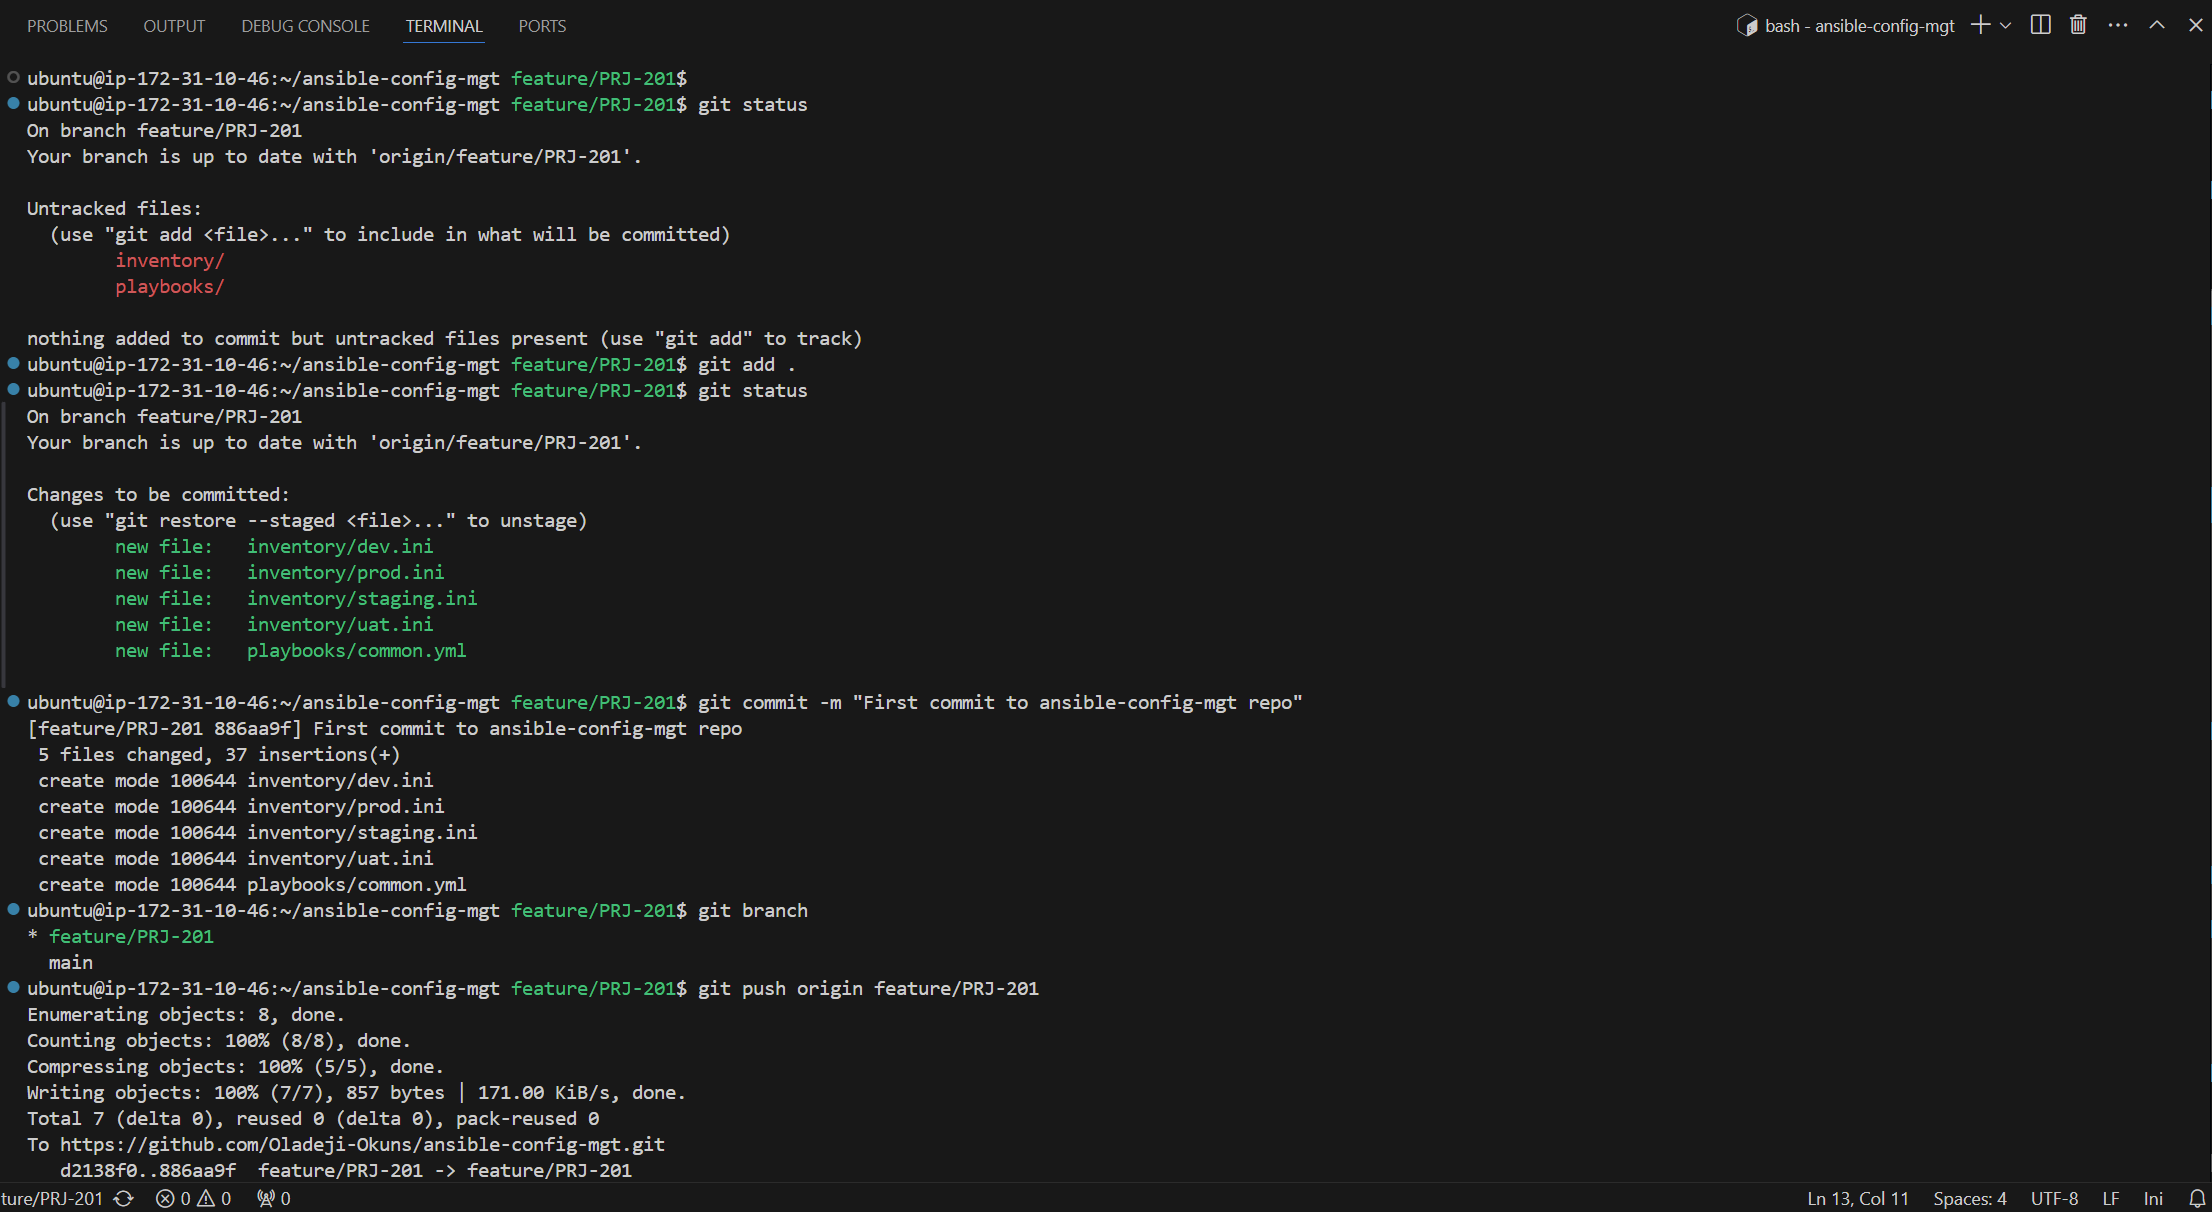 PROBLEMS OUTPUT DEBUG CONSOLE TERMINAL PORTS bash - ansible-config-mgt
ubuntu@ip-172-31-10-46:~/ansible-config-mgt feature/PRJ-201$
ubuntu@ip-172-31-10-46:~/ansible-config-mgt feature/PRJ-201$ git status
On branch feature/PRJ-201
Your branch is up to date with 'origin/feature/PRJ-201'.
Untracked files:
  (use "git add <file>..." to include in what will be committed)
        inventory/
        playbooks/
nothing added to commit but untracked files present (use "git add" to track)
ubuntu@ip-172-31-10-46:~/ansible-config-mgt feature/PRJ-201$ git add .
ubuntu@ip-172-31-10-46:~/ansible-config-mgt feature/PRJ-201$ git status
On branch feature/PRJ-201
Your branch is up to date with 'origin/feature/PRJ-201'.
Changes to be committed:
  (use "git restore --staged <file>..." to unstage)
        new file:   inventory/dev.ini
        new file:   inventory/prod.ini
        new file:   inventory/staging.ini
        new file:   inventory/uat.ini
        new file:   playbooks/common.yml
ubuntu@ip-172-31-10-46:~/ansible-config-mgt feature/PRJ-201$ git commit -m "First commit to ansible-config-mgt repo"
[feature/PRJ-201 886aa9f] First commit to ansible-config-mgt repo
 5 files changed, 37 insertions(+)
 create mode 100644 inventory/dev.ini
 create mode 100644 inventory/prod.ini
 create mode 100644 inventory/staging.ini
 create mode 100644 inventory/uat.ini
 create mode 100644 playbooks/common.yml
ubuntu@ip-172-31-10-46:~/ansible-config-mgt feature/PRJ-201$ git branch
* feature/PRJ-201
  main
ubuntu@ip-172-31-10-46:~/ansible-config-mgt feature/PRJ-201$ git push origin feature/PRJ-201
Enumerating objects: 8, done.
Counting objects: 100% (8/8), done.
Compressing objects: 100% (5/5), done.
Writing objects: 100% (7/7), 857 bytes | 171.00 KiB/s, done.
Total 7 (delta 0), reused 0 (delta 0), pack-reused 0
To https://github.com/Oladeji-Okuns/ansible-config-mgt.git
   d2138f0..886aa9f  feature/PRJ-201 -> feature/PRJ-201
ture/PRJ-201 0 0 0 Ln 13, Col 11 Spaces: 4 UTF-8 LF Ini